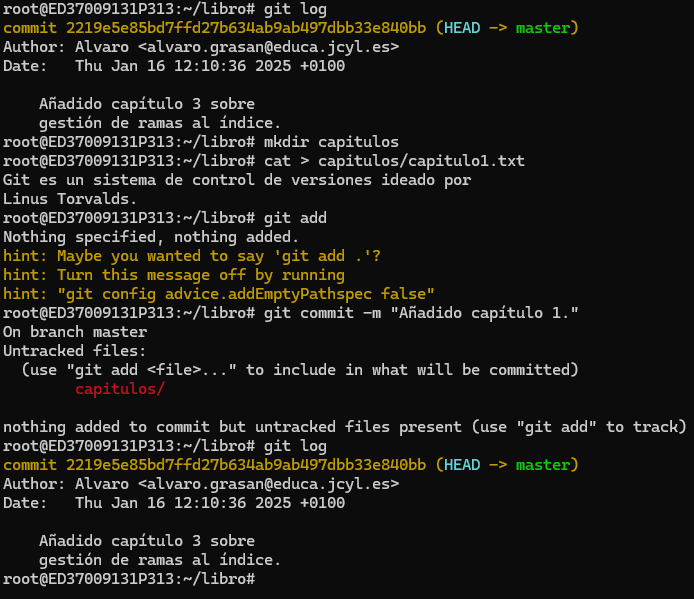 root@ED37009131P313:~/libro# git log
commit 2219e5e85bd7ffd27b634ab9ab497dbb33e840bb (HEAD -> master)
Author: Alvaro <alvaro.grasan@educa.jcyl.es>
Date:   Thu Jan 16 12:10:36 2025 +0100

    Añadido capítulo 3 sobre
    gestión de ramas al índice.
root@ED37009131P313:~/libro# mkdir capitulos
root@ED37009131P313:~/libro# cat > capitulos/capitulo1.txt
Git es un sistema de control de versiones ideado por
Linus Torvalds.
root@ED37009131P313:~/libro# git add
Nothing specified, nothing added.
hint: Maybe you wanted to say 'git add .'?
hint: Turn this message off by running
hint: "git config advice.addEmptyPathspec false"
root@ED37009131P313:~/libro# git commit -m "Añadido capítulo 1."
On branch master
Untracked files:
  (use "git add <file>..." to include in what will be committed)
        capitulos/

nothing added to commit but untracked files present (use "git add" to track)
root@ED37009131P313:~/libro# git log
commit 2219e5e85bd7ffd27b634ab9ab497dbb33e840bb (HEAD -> master)
Author: Alvaro <alvaro.grasan@educa.jcyl.es>
Date:   Thu Jan 16 12:10:36 2025 +0100

    Añadido capítulo 3 sobre
    gestión de ramas al índice.
root@ED37009131P313:~/libro#